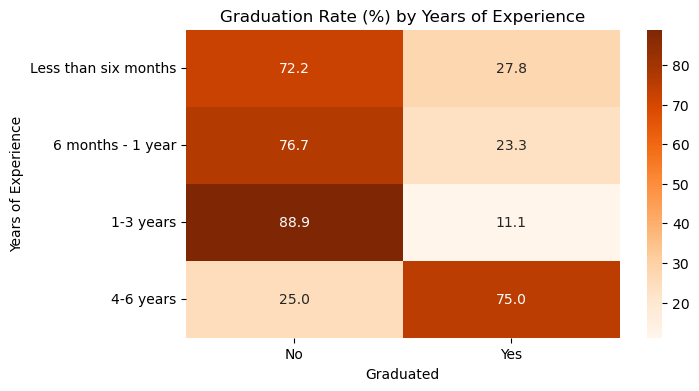 Graduation Rate (%) by Years of Experience
Years of Experience
Less than six months 72.2 27.8
6 months - 1 year 76.7 23.3
1-3 years 88.9 11.1
4-6 years 25.0 75.0
No Yes
Graduated
80
70
60
50
40
30
20